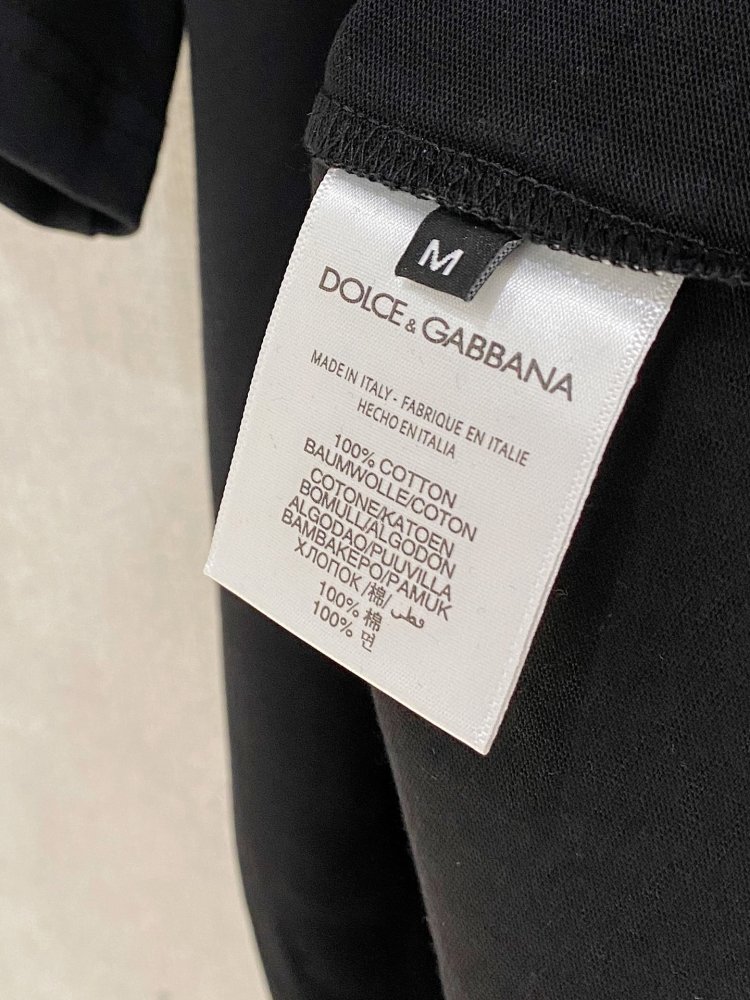 M
DOLCE & GABBANA
MADE IN ITALY - FABRIQUE EN ITALIE
HECHO EN ITALIA
100% COTTON
BAUMWOLLE/COTON
COTONE/KATOEN
BOMULL/ALGODON
ALGODAO/PUUVILLA
BAMBAKEPO/PAMUK
ХЛОПОК /棉/ قطن
100% 棉
100% 면